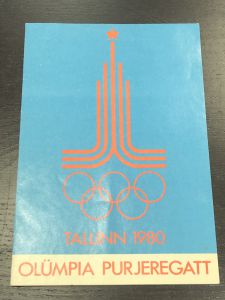 TALLINN 1980
OLÜMPIA PURJEREGATT